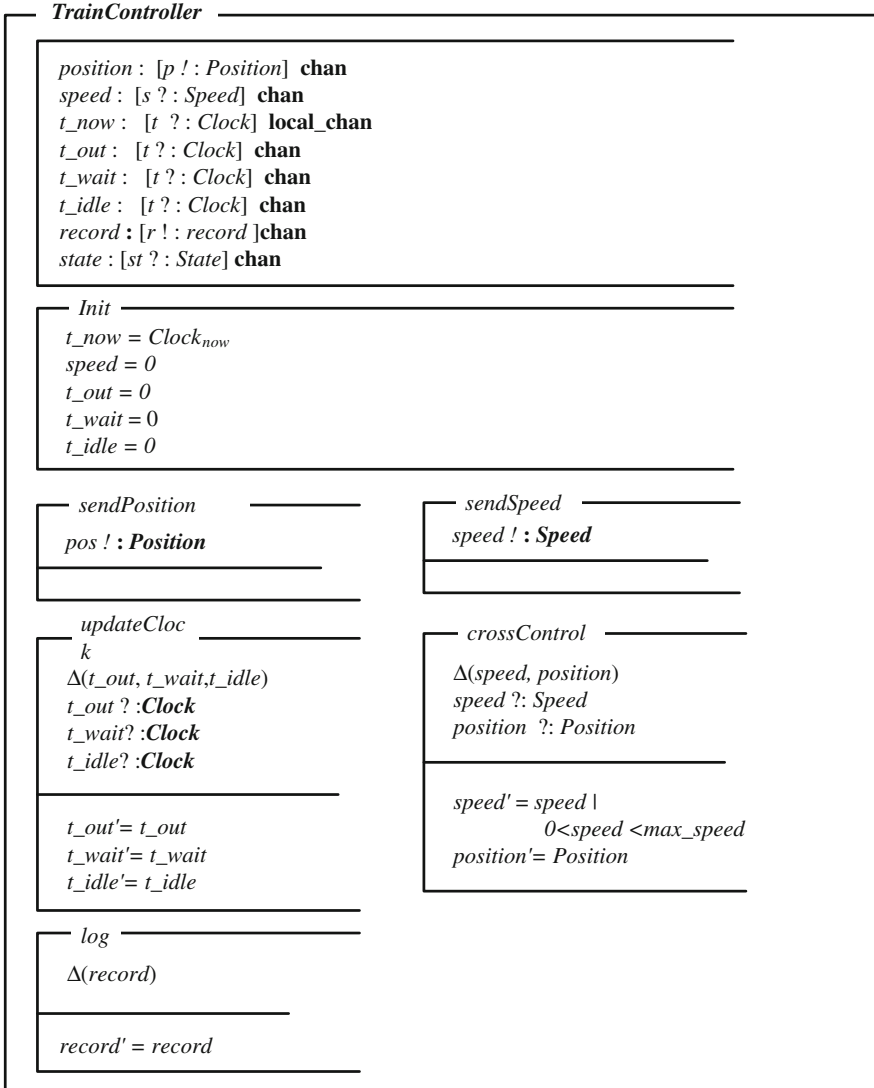 TrainController
position : [p ! : Position] chan
speed : [s ? : Speed] chan
t_now : [t ? : Clock] local_chan
t_out : [t ? : Clock] chan
t_wait : [t ? : Clock] chan
t_idle : [t ? : Clock] chan
record : [r ! : record ]chan
state : [st ? : State] chan
Init
t_now = Clock_now
speed = 0
t_out = 0
t_wait = 0
t_idle = 0
sendPosition
pos ! : Position
sendSpeed
speed ! : Speed
updateCloc
k
Δ(t_out, t_wait,t_idle)
t_out ? :Clock
t_wait? :Clock
t_idle? :Clock
t_out'= t_out
t_wait'= t_wait
t_idle'= t_idle
crossControl
Δ(speed, position)
speed ?: Speed
position ?: Position
speed' = speed |
0<speed <max_speed
position'= Position
log
Δ(record)
record' = record